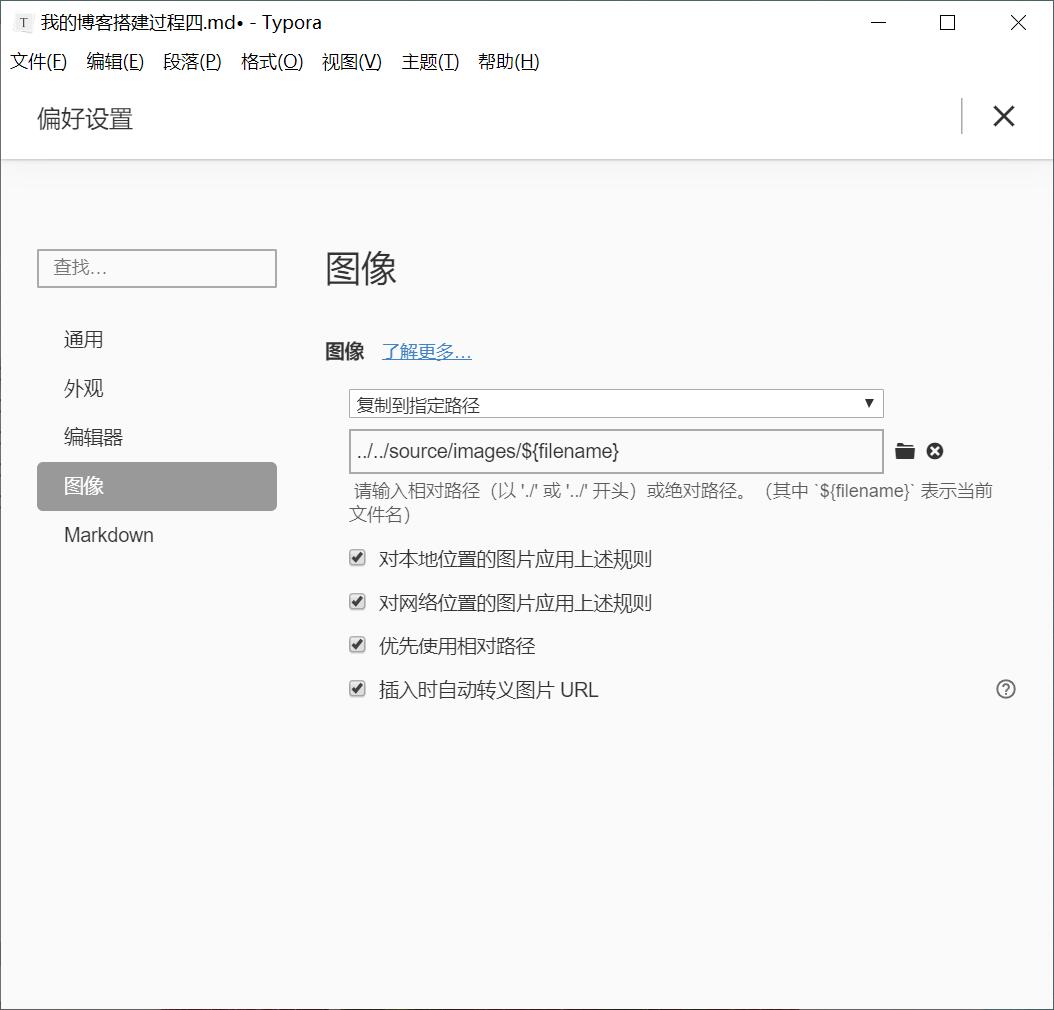 T 我的博客搭建过程四.md• - Typora
文件(F) 编辑(E) 段落(P) 格式(O) 视图(V) 主题(T) 帮助(H)
偏好设置
查找...
通用
外观
编辑器
图像
Markdown
图像
图像 了解更多...
复制到指定路径
../../source/images/${filename}
请输入相对路径（以 './' 或 '../' 开头）或绝对路径。（其中 `${filename}` 表示当前
文件名）
对本地位置的图片应用上述规则
对网络位置的图片应用上述规则
优先使用相对路径
插入时自动转义图片 URL